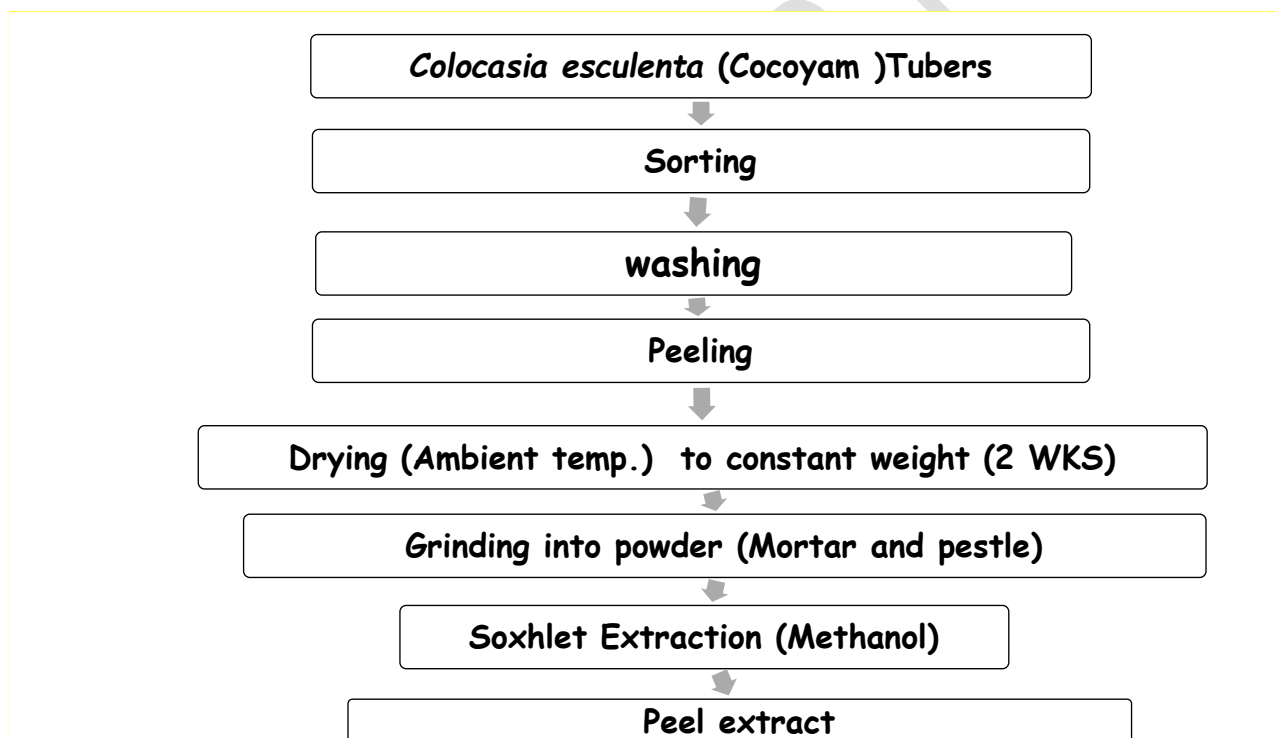 Colocasia esculenta (Cocoyam )Tubers
Sorting
washing
Peeling
Drying (Ambient temp.)  to constant weight (2 WKS)
Grinding into powder (Mortar and pestle)
Soxhlet Extraction (Methanol)
Peel extract